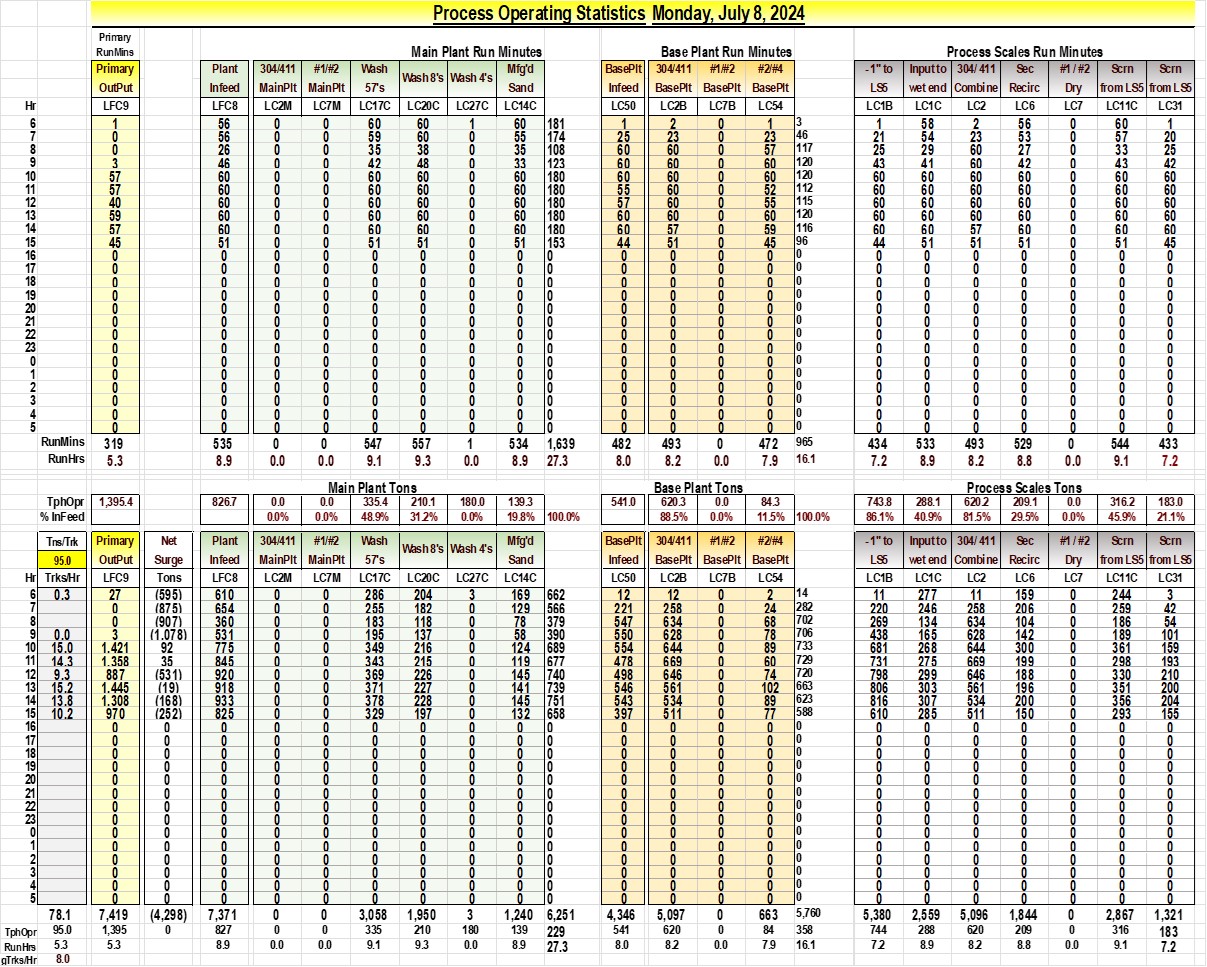 Process Operating Statistics Monday, July 8, 2024
Primary
RunMins Main Plant Run Minutes Base Plant Run Minutes Process Scales Run Minutes
Primary Plant 304/411 #1/#2 Wash Wash 8's Wash 4's Mfg'd BasePlt 304/411 #1/#2 #2/#4 -1" to Input to 304/ 411 Sec #1 / #2 Scrn Scrn
OutPut Infeed MainPlt MainPlt 57's Sand Infeed BasePlt BasePlt BasePlt LS5 wet end Combine Recirc Dry from LS5 from LS5
Hr LFC9 LFC8 LC2M LC7M LC17C LC20C LC27C LC14C LC50 LC2B LC7B LC54 LC1B LC1C LC2 LC6 LC7 LC11C LC31
6 1 56 0 0 60 60 1 60 181 1 2 0 1 3 1 58 2 56 0 60 1
7 0 56 0 0 59 60 0 55 174 25 23 0 23 46 21 54 23 53 0 57 20
8 0 26 0 0 35 38 0 35 108 60 60 0 57 117 25 29 60 27 0 33 25
9 3 46 0 0 42 48 0 33 123 60 60 0 60 120 43 41 60 42 0 43 42
10 57 60 0 0 60 60 0 60 180 60 60 0 60 120 60 60 60 60 0 60 60
11 57 60 0 0 60 60 0 60 180 55 60 0 52 112 60 60 60 60 0 60 60
12 40 60 0 0 60 60 0 60 180 57 60 0 55 115 60 60 60 60 0 60 60
13 59 60 0 0 60 60 0 60 180 60 60 0 60 120 60 60 60 60 0 60 60
14 57 60 0 0 60 60 0 60 180 60 57 0 59 116 60 60 57 60 0 60 60
15 45 51 0 0 51 51 0 51 153 44 51 0 45 96 44 51 51 51 0 51 45
16 0 0 0 0 0 0 0 0 0 0 0 0 0 0 0 0 0 0 0 0 0
17 0 0 0 0 0 0 0 0 0 0 0 0 0 0 0 0 0 0 0 0 0
18 0 0 0 0 0 0 0 0 0 0 0 0 0 0 0 0 0 0 0 0 0
19 0 0 0 0 0 0 0 0 0 0 0 0 0 0 0 0 0 0 0 0 0
20 0 0 0 0 0 0 0 0 0 0 0 0 0 0 0 0 0 0 0 0 0
21 0 0 0 0 0 0 0 0 0 0 0 0 0 0 0 0 0 0 0 0 0
22 0 0 0 0 0 0 0 0 0 0 0 0 0 0 0 0 0 0 0 0 0
23 0 0 0 0 0 0 0 0 0 0 0 0 0 0 0 0 0 0 0 0 0
0 0 0 0 0 0 0 0 0 0 0 0 0 0 0 0 0 0 0 0 0 0
1 0 0 0 0 0 0 0 0 0 0 0 0 0 0 0 0 0 0 0 0 0
2 0 0 0 0 0 0 0 0 0 0 0 0 0 0 0 0 0 0 0 0 0
3 0 0 0 0 0 0 0 0 0 0 0 0 0 0 0 0 0 0 0 0 0
4 0 0 0 0 0 0 0 0 0 0 0 0 0 0 0 0 0 0 0 0 0
5 0 0 0 0 0 0 0 0 0 0 0 0 0 0 0 0 0 0 0 0 0
RunMins 319 535 0 0 547 557 1 534 1,639 482 493 0 472 965 434 533 493 529 0 544 433
RunHrs 5.3 8.9 0.0 0.0 9.1 9.3 0.0 8.9 27.3 8.0 8.2 0.0 7.9 16.1 7.2 8.9 8.2 8.8 0.0 9.1 7.2
Main Plant Tons Base Plant Tons Process Scales Tons
TphOpr 1,395.4 826.7 0.0 0.0 335.4 210.1 180.0 139.3 541.0 620.3 0.0 84.3 743.8 288.1 620.2 209.1 0.0 316.2 183.0
% InFeed 0.0% 0.0% 48.9% 31.2% 0.0% 19.8% 100.0% 88.5% 0.0% 11.5% 100.0% 86.1% 40.9% 81.5% 29.5% 0.0% 45.9% 21.1%
Tns/Trk Primary Net Plant 304/411 #1/#2 Wash Wash 8's Wash 4's Mfg'd BasePlt 304/411 #1/#2 #2/#4 -1" to Input to 304/ 411 Sec #1 / #2 Scrn Scrn
95.0 OutPut Surge Infeed MainPlt MainPlt 57's Sand Infeed BasePlt BasePlt BasePlt LS5 wet end Combine Recirc Dry from LS5 from LS5
Hr Trks/Hr LFC9 Tons LFC8 LC2M LC7M LC17C LC20C LC27C LC14C LC50 LC2B LC7B LC54 LC1B LC1C LC2 LC6 LC7 LC11C LC31
6 0.3 27 (595) 610 0 0 286 204 3 169 662 12 12 0 2 14 11 277 11 159 0 244 3
7 0 (875) 654 0 0 255 182 0 129 566 221 258 0 24 282 220 246 258 206 0 259 42
8 0 (907) 360 0 0 183 118 0 78 379 547 634 0 68 702 269 134 634 104 0 186 54
9 0.0 3 (1,078) 531 0 0 195 137 0 58 390 550 628 0 78 706 438 165 628 142 0 189 101
10 15.0 1,421 92 775 0 0 349 216 0 124 689 554 644 0 89 733 681 268 644 300 0 361 159
11 14.3 1,358 35 845 0 0 343 215 0 119 677 478 669 0 60 729 731 275 669 199 0 298 193
12 9.3 887 (531) 920 0 0 369 226 0 145 740 498 646 0 74 720 798 299 646 188 0 330 210
13 15.2 1,445 (19) 918 0 0 371 227 0 141 739 546 561 0 102 663 806 303 561 196 0 351 200
14 13.8 1,308 (168) 933 0 0 378 228 0 145 751 543 534 0 89 623 816 307 534 200 0 356 204
15 10.2 970 (252) 825 0 0 329 197 0 132 658 397 511 0 77 588 610 285 511 150 0 293 155
16 0 0 0 0 0 0 0 0 0 0 0 0 0 0 0 0 0 0 0 0 0 0
17 0 0 0 0 0 0 0 0 0 0 0 0 0 0 0 0 0 0 0 0 0 0
18 0 0 0 0 0 0 0 0 0 0 0 0 0 0 0 0 0 0 0 0 0 0
19 0 0 0 0 0 0 0 0 0 0 0 0 0 0 0 0 0 0 0 0 0 0
20 0 0 0 0 0 0 0 0 0 0 0 0 0 0 0 0 0 0 0 0 0 0
21 0 0 0 0 0 0 0 0 0 0 0 0 0 0 0 0 0 0 0 0 0 0
22 0 0 0 0 0 0 0 0 0 0 0 0 0 0 0 0 0 0 0 0 0 0
23 0 0 0 0 0 0 0 0 0 0 0 0 0 0 0 0 0 0 0 0 0 0
0 0 0 0 0 0 0 0 0 0 0 0 0 0 0 0 0 0 0 0 0 0 0
1 0 0 0 0 0 0 0 0 0 0 0 0 0 0 0 0 0 0 0 0 0 0
2 0 0 0 0 0 0 0 0 0 0 0 0 0 0 0 0 0 0 0 0 0 0
3 0 0 0 0 0 0 0 0 0 0 0 0 0 0 0 0 0 0 0 0 0 0
4 0 0 0 0 0 0 0 0 0 0 0 0 0 0 0 0 0 0 0 0 0 0
5 0 0 0 0 0 0 0 0 0 0 0 0 0 0 0 0 0 0 0 0 0 0
78.1 7,419 (4,298) 7,371 0 0 3,058 1,950 3 1,240 6,251 4,346 5,097 0 663 5,760 5,380 2,559 5,096 1,844 0 2,867 1,321
TphOpr 95.0 1,395 0 827 0 0 335 210 180 139 229 541 620 0 84 358 744 288 620 209 0 316 183
RunHrs 5.3 5.3 8.9 0.0 0.0 9.1 9.3 0.0 8.9 27.3 8.0 8.2 0.0 7.9 16.1 7.2 8.9 8.2 8.8 0.0 9.1 7.2
gTrks/Hr 8.0